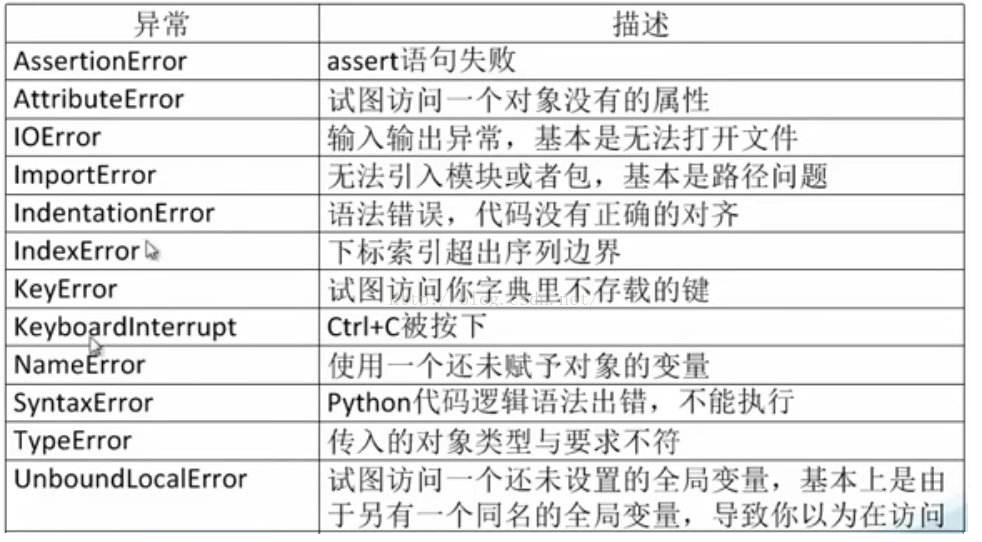 异常 描述
AssertionError assert语句失败
AttributeError 试图访问一个对象没有的属性
IOError 输入输出异常，基本是无法打开文件
ImportError 无法引入模块或者包，基本是路径问题
IndentationError 语法错误，代码没有正确的对齐
IndexError 下标索引超出序列边界
KeyError 试图访问你字典里不存载的键
KeyboardInterrupt Ctrl+C被按下
NameError 使用一个还未赋予对象的变量
SyntaxError Python代码逻辑语法出错，不能执行
TypeError 传入的对象类型与要求不符
UnboundLocalError 试图访问一个还未设置的全局变量，基本上是由
于另有一个同名的全局变量，导致你以为在访问